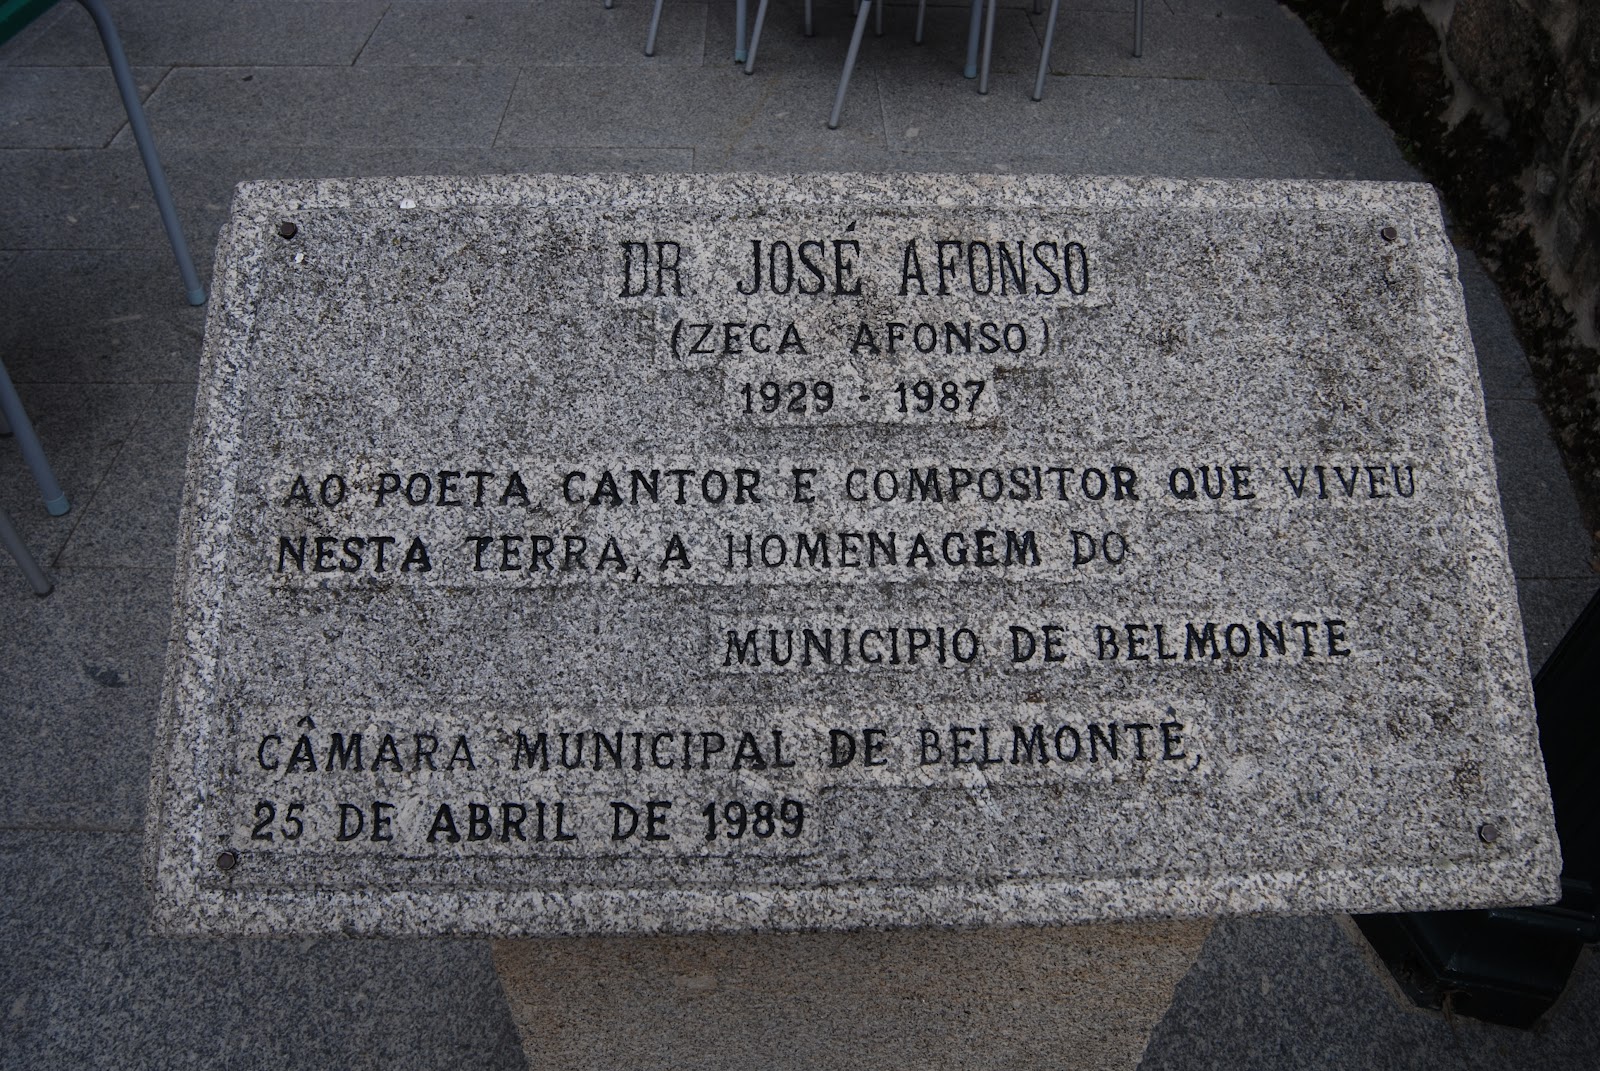 DR JOSÉ AFONSO
(ZECA AFONSO)
1929 - 1987
AO POETA CANTOR E COMPOSITOR QUE VIVEU
NESTA TERRA, A HOMENAGEM DO
MUNICIPIO DE BELMONTE
CÂMARA MUNICIPAL DE BELMONTE,
25 DE ABRIL DE 1989